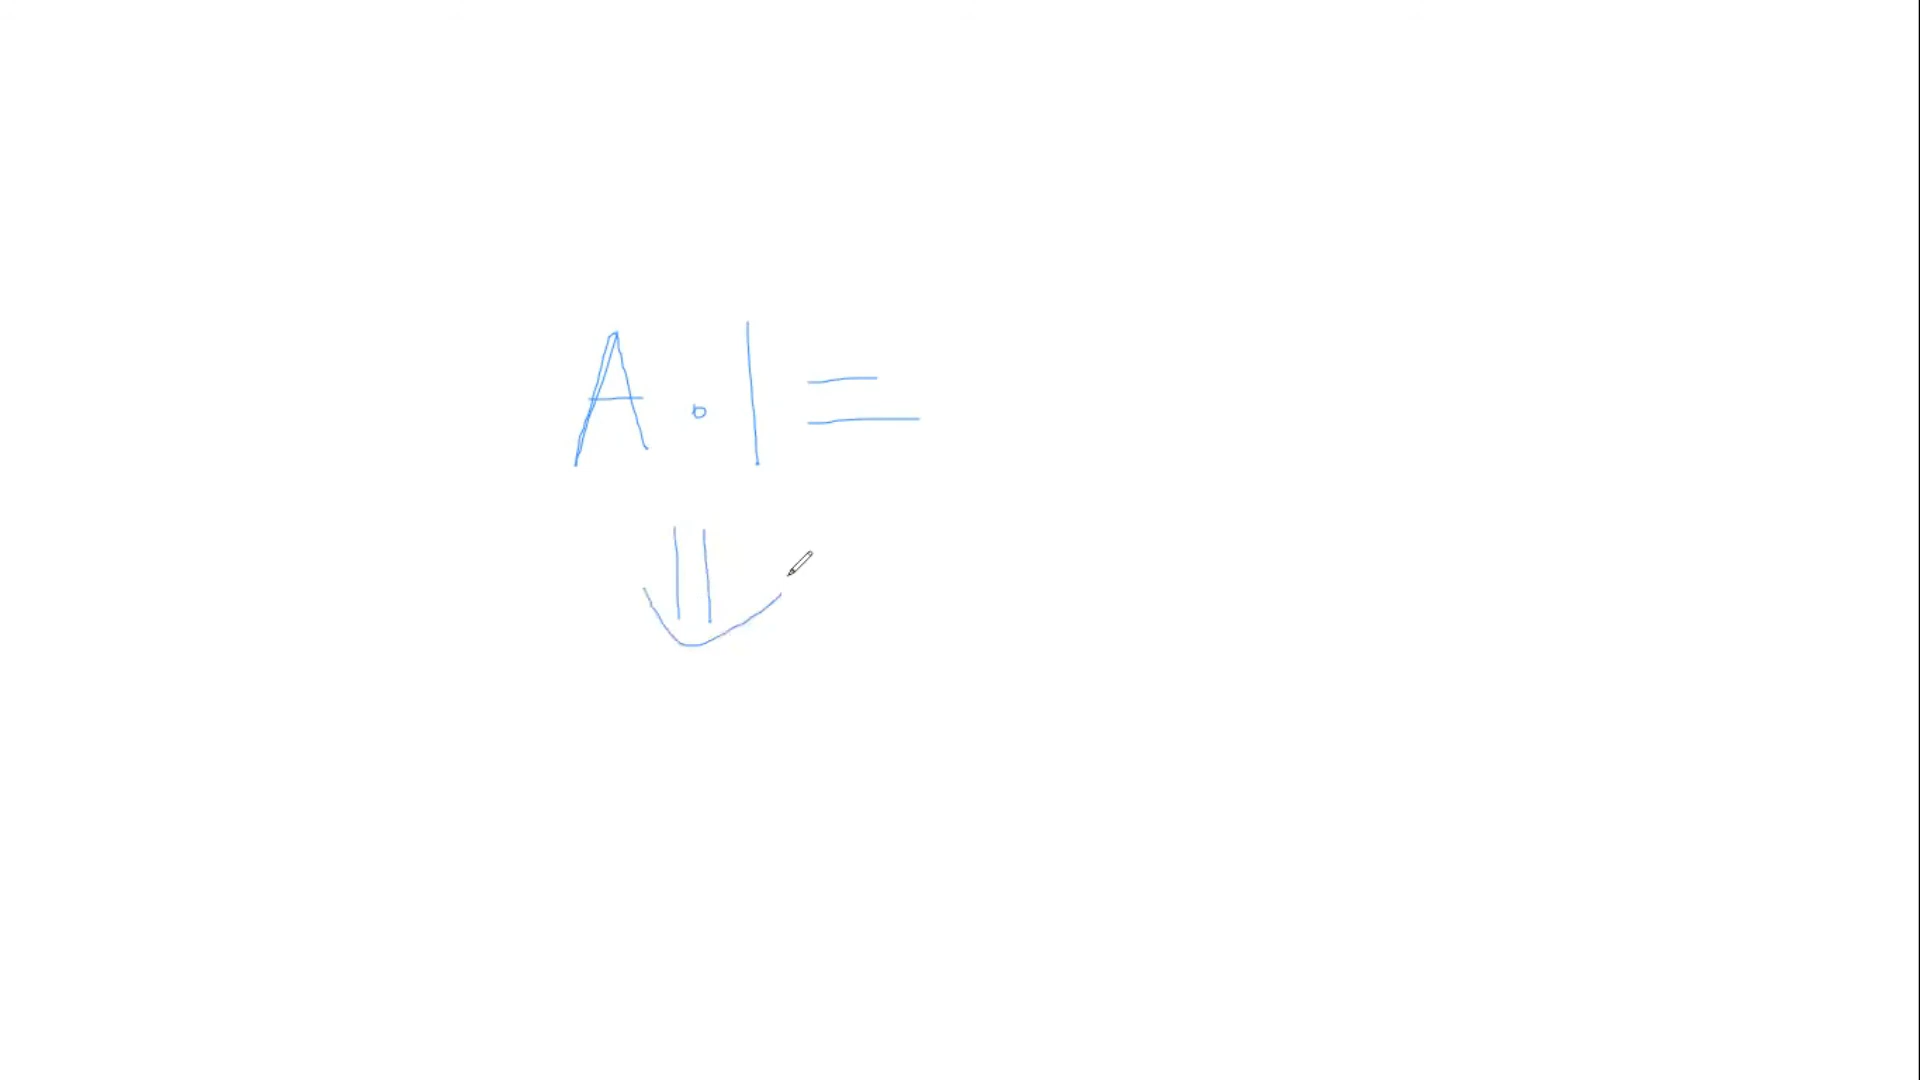 A . 1 =
⇓